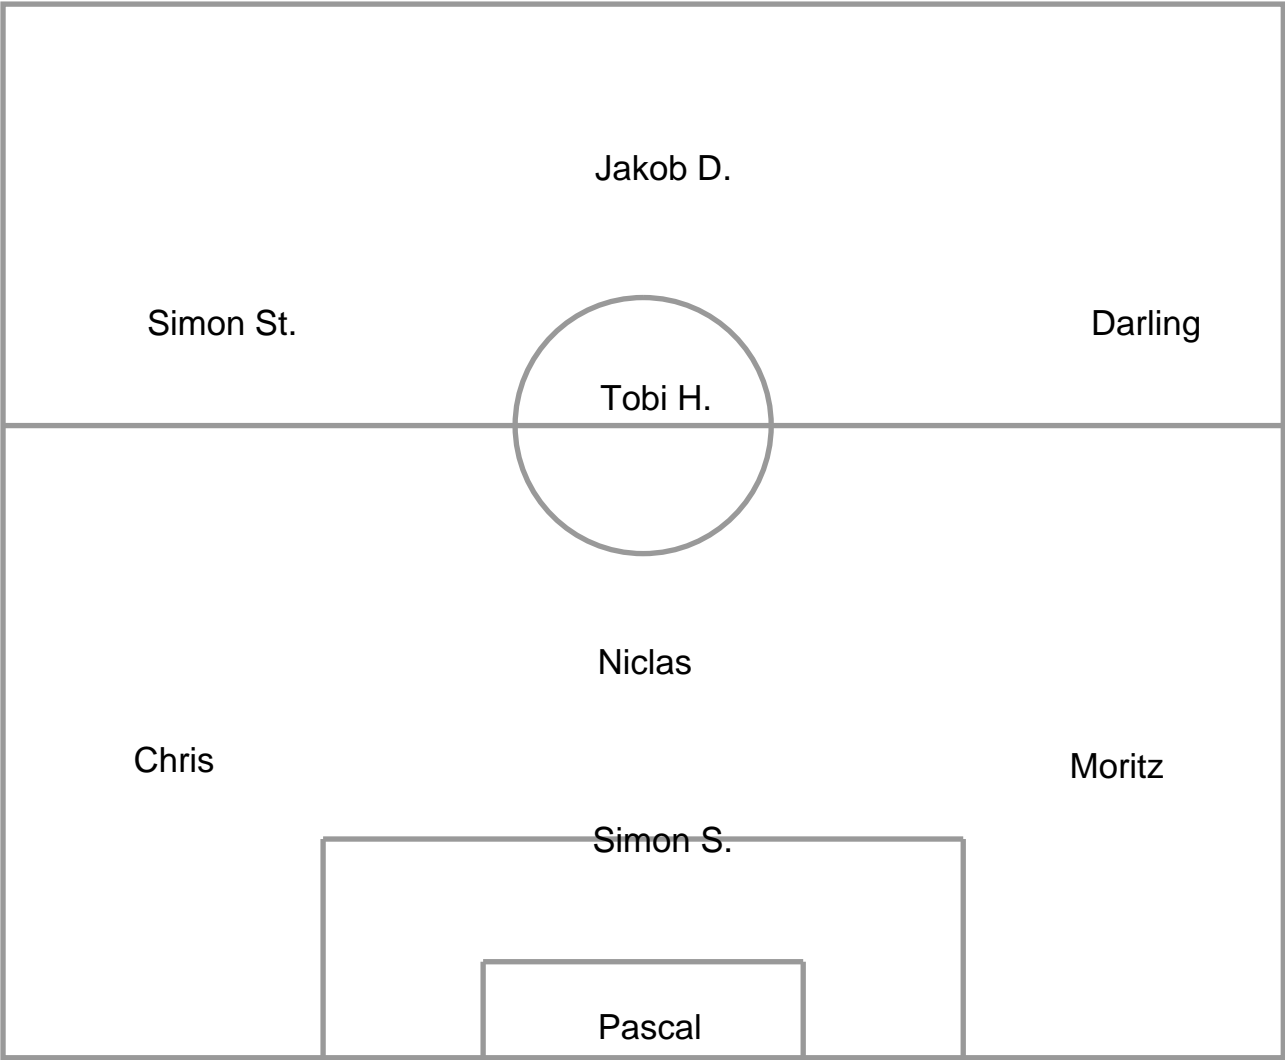 Jakob D.
Simon St.
Darling
Tobi H.
Niclas
Chris
Moritz
Simon S.
Pascal